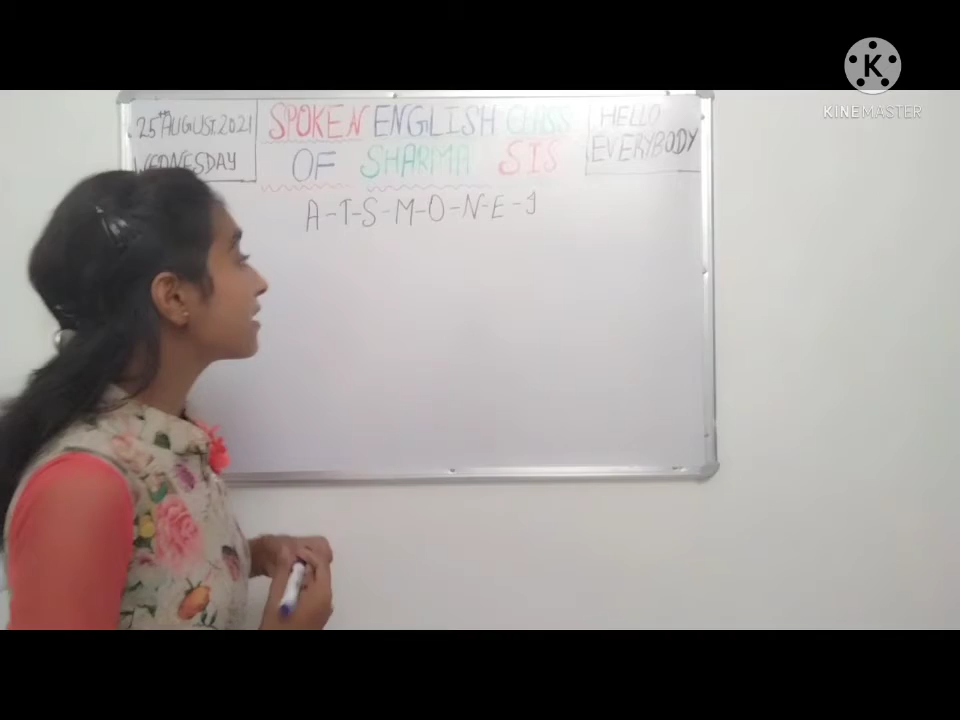 25th AUGUST 2021
WEDNESDAY
SPOKEN ENGLISH CLASS
OF SHARMA SIS
HELLO
EVERYBODY
A-T-S-M-O-N-E-I
K
KINEMASTER